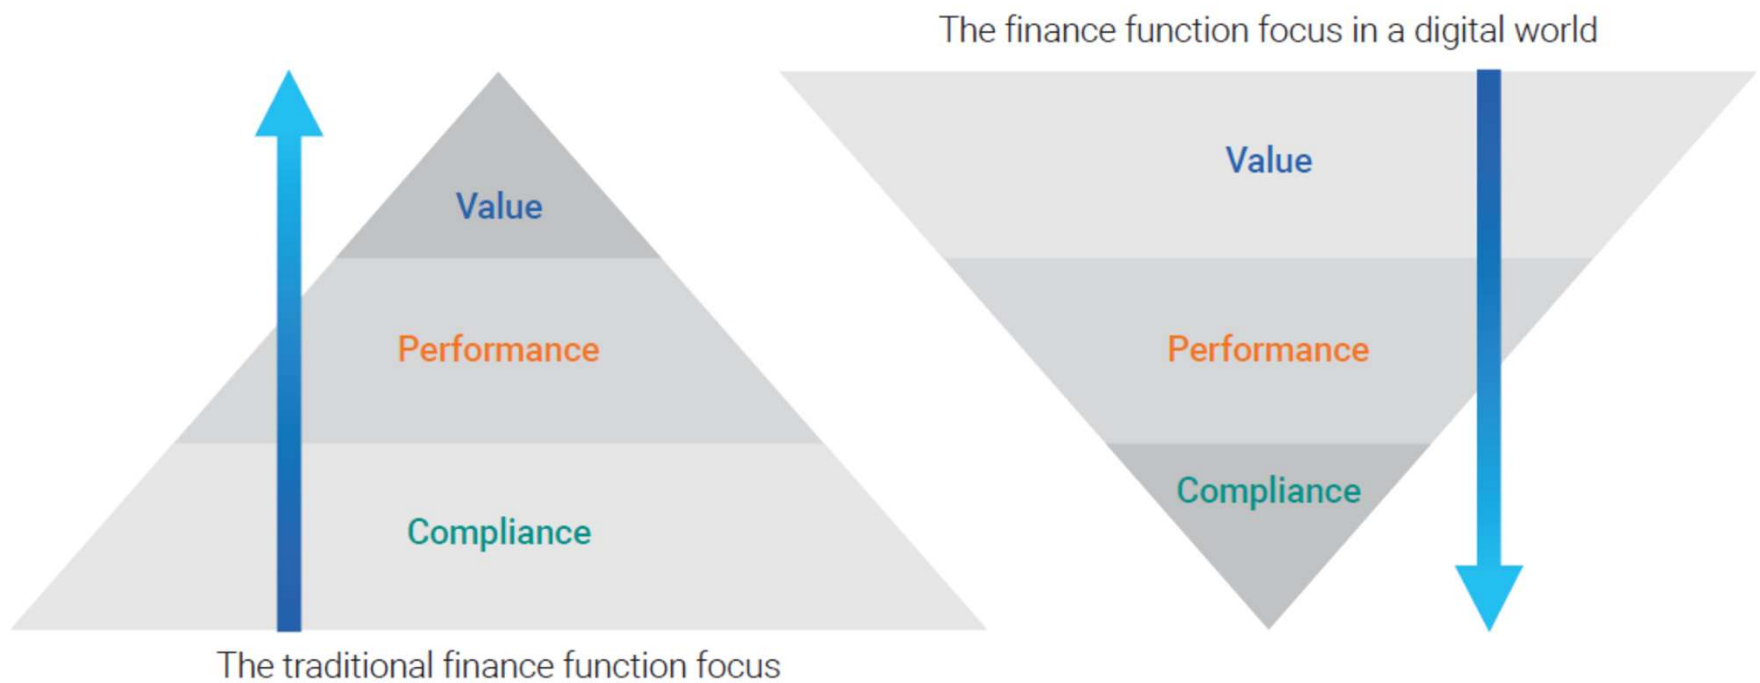 The finance function focus in a digital world
Value
Performance
Compliance
The traditional finance function focus
Value
Performance
Compliance